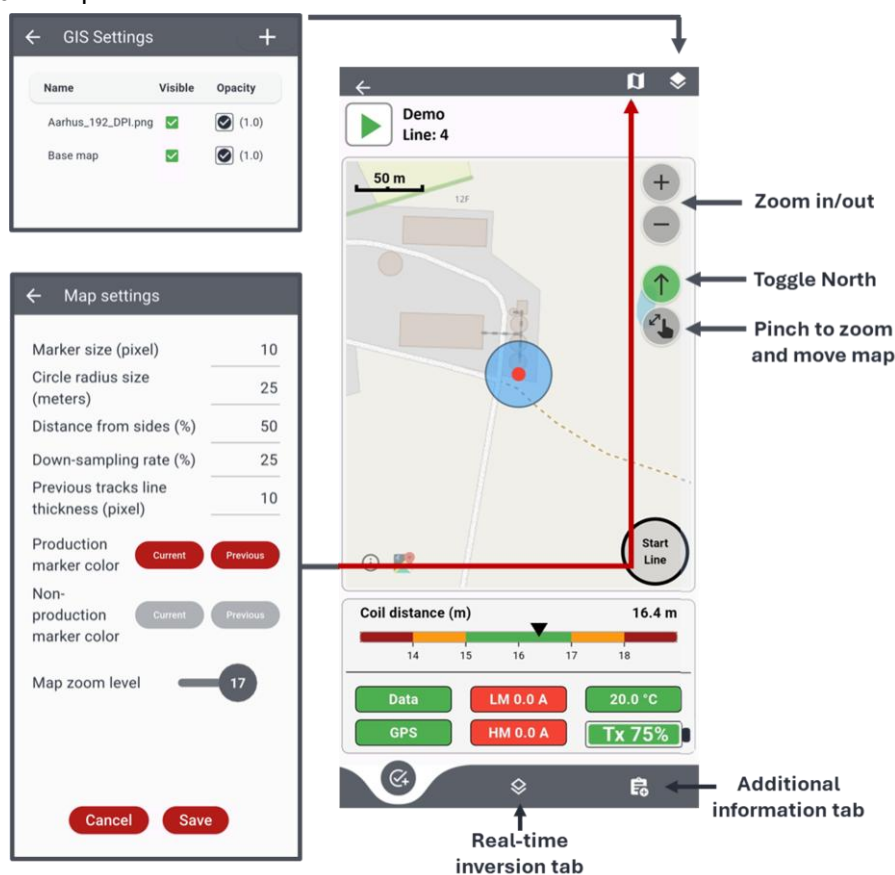 GIS Settings
Name Visible Opacity
Aarhus_192_DPI.png (1.0)
Base map (1.0)
Map settings
Marker size (pixel) 10
Circle radius size
(meters) 25
Distance from sides (%) 50
Down-sampling rate (%) 25
Previous tracks line
thickness (pixel) 10
Production
marker color Current Previous
Non-
production
marker color Current Previous
Map zoom level 17
Cancel Save
Demo
Line: 4
50 m
12F
Start
Line
Coil distance (m) 16.4 m
14 15 16 17 18
Data LM 0.0 A 20.0 °C
GPS HM 0.0 A Tx 75%
Zoom in/out
Toggle North
Pinch to zoom
and move map
Additional
information tab
Real-time
inversion tab